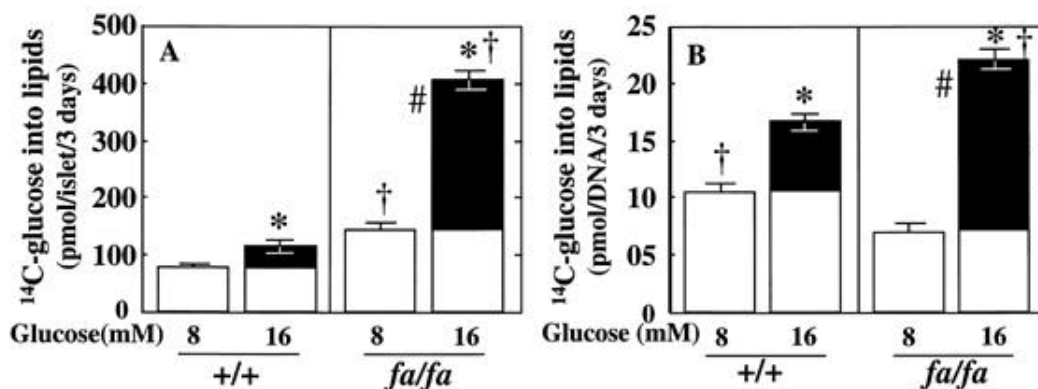 ¹⁴C-glucose into lipids
(pmol/islet/3 days)
500
400
300
200
100
0
A
*
†
#
*†
Glucose(mM) 8 16 8 16
+/+ fa/fa
¹⁴C-glucose into lipids
(pmol/DNA/3 days)
25
20
15
10
05
0
B
†
*
#
*†
Glucose (mM) 8 16 8 16
+/+ fa/fa